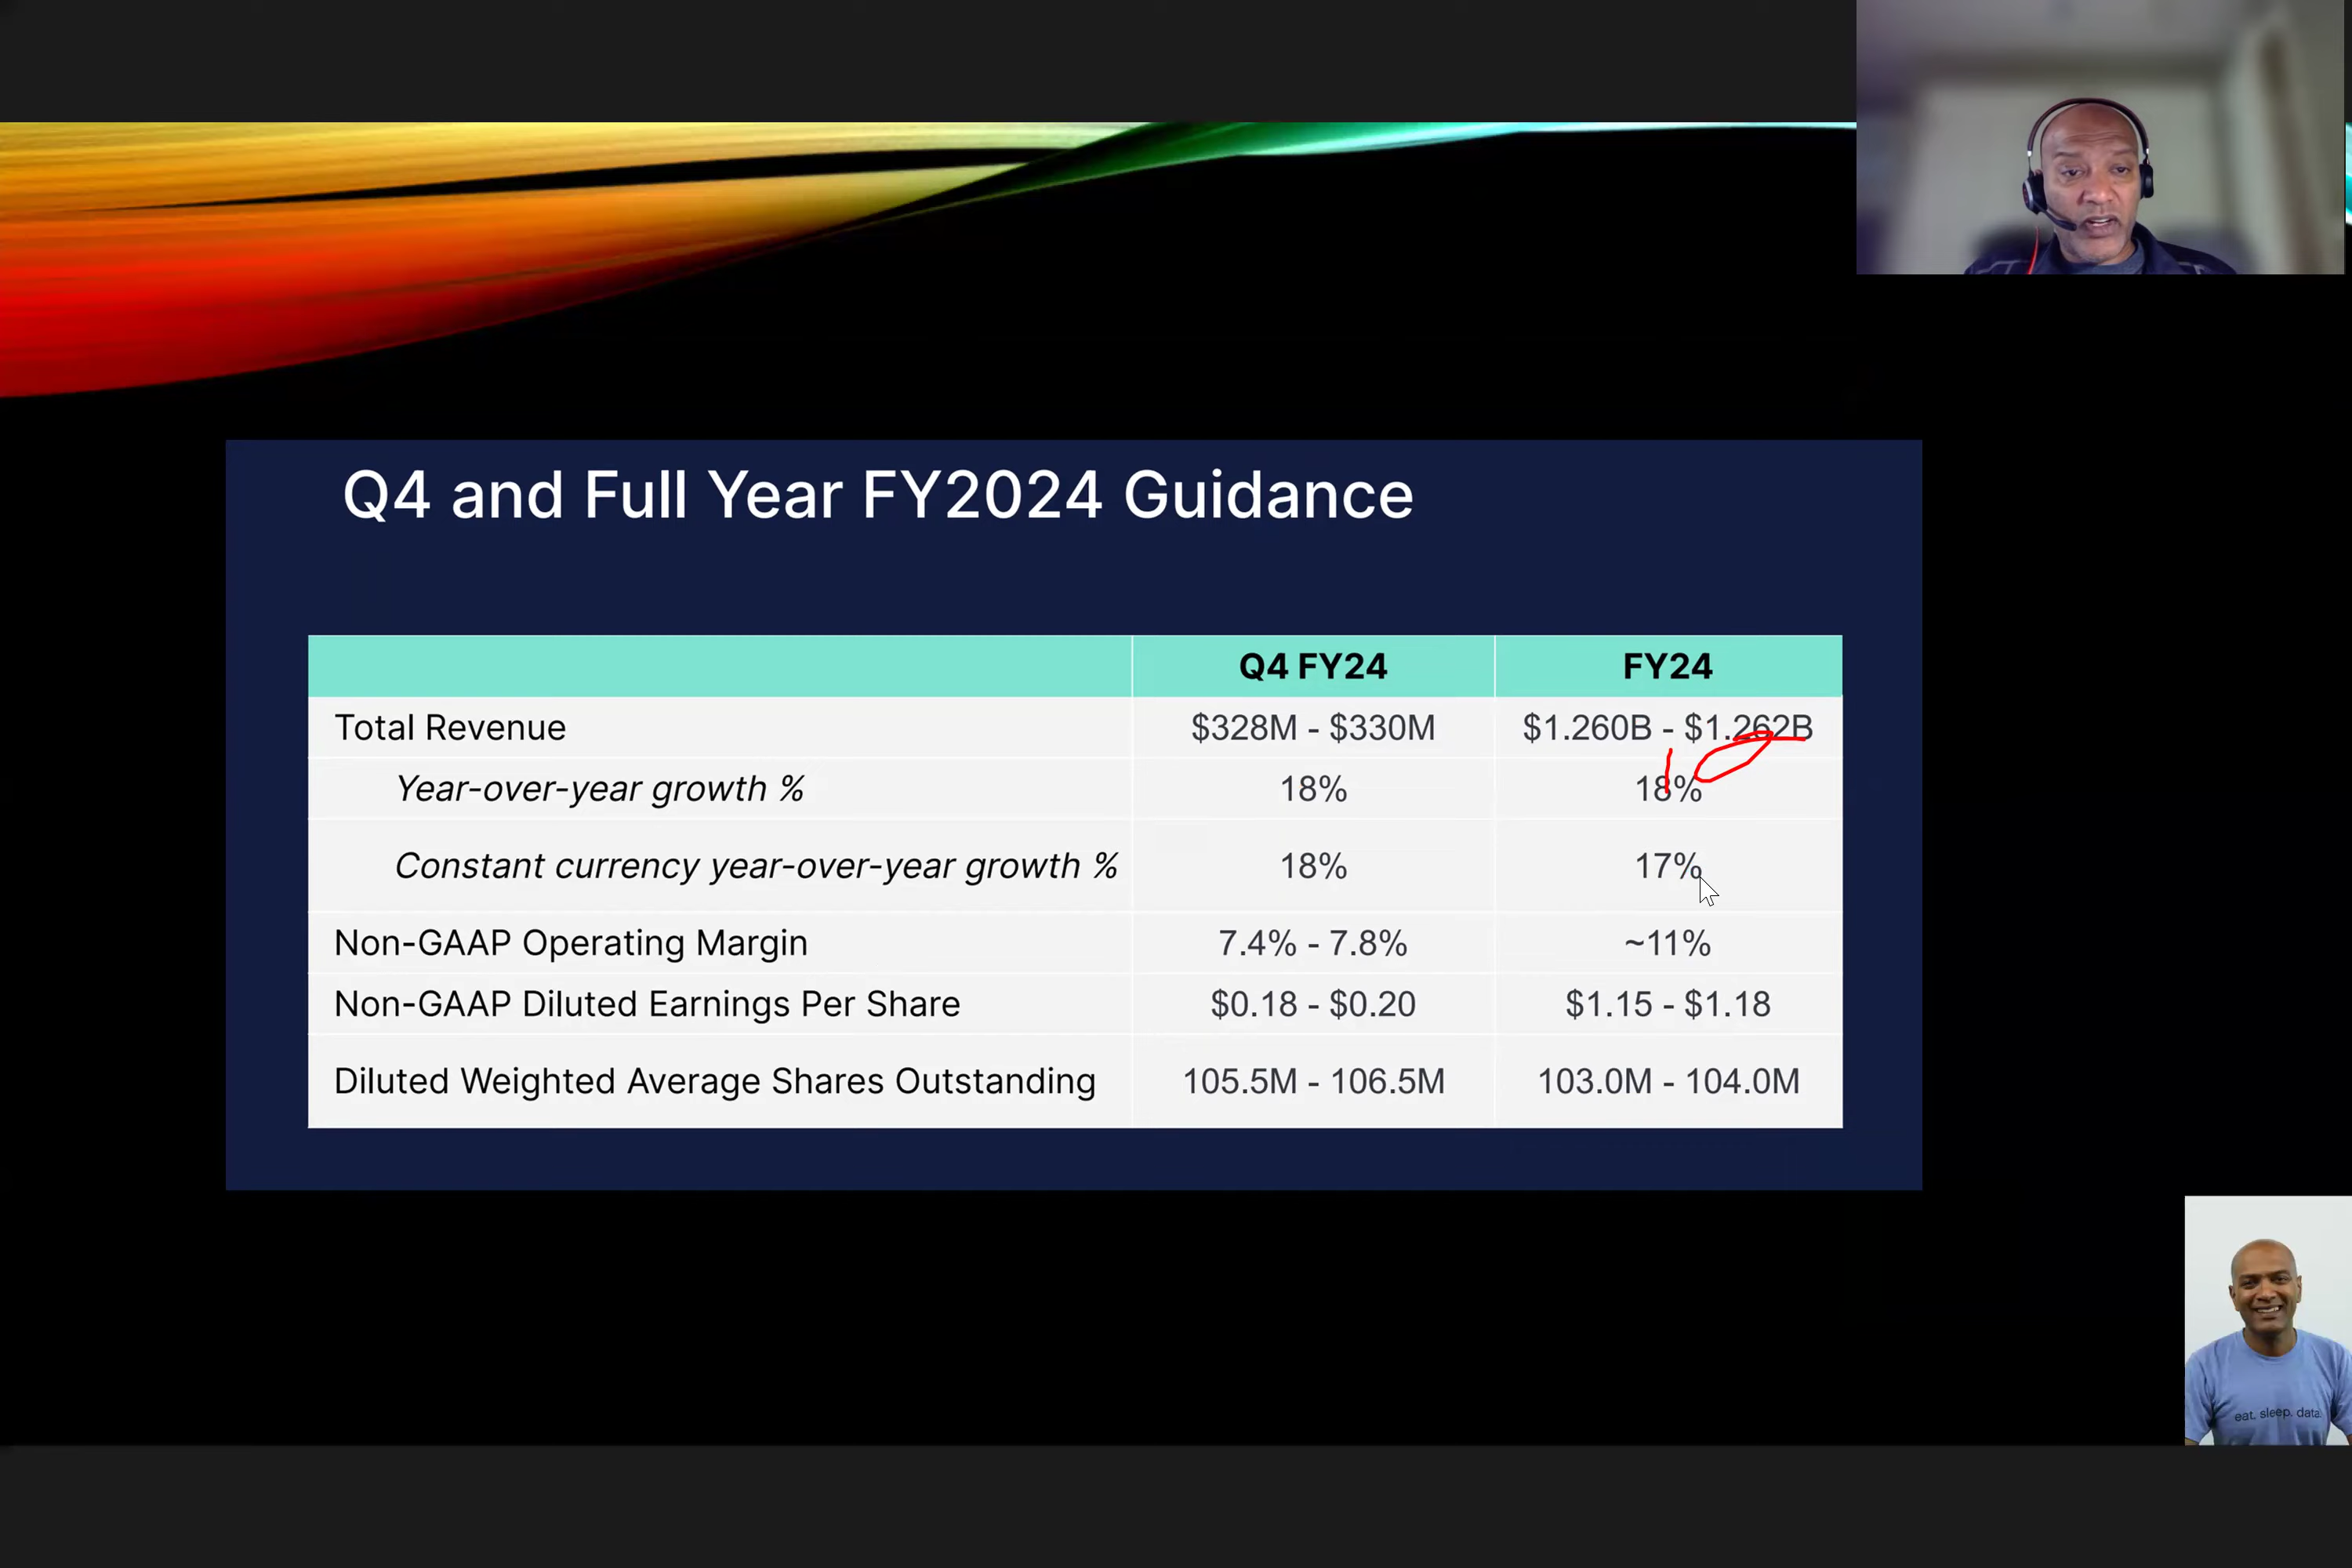 Q4 and Full Year FY2024 Guidance
Q4 FY24 FY24
Total Revenue $328M - $330M $1.260B - $1.262B
Year-over-year growth % 18% 18%
Constant currency year-over-year growth % 18% 17%
Non-GAAP Operating Margin 7.4% - 7.8% ~11%
Non-GAAP Diluted Earnings Per Share $0.18 - $0.20 $1.15 - $1.18
Diluted Weighted Average Shares Outstanding 105.5M - 106.5M 103.0M - 104.0M
eat, sleep, data